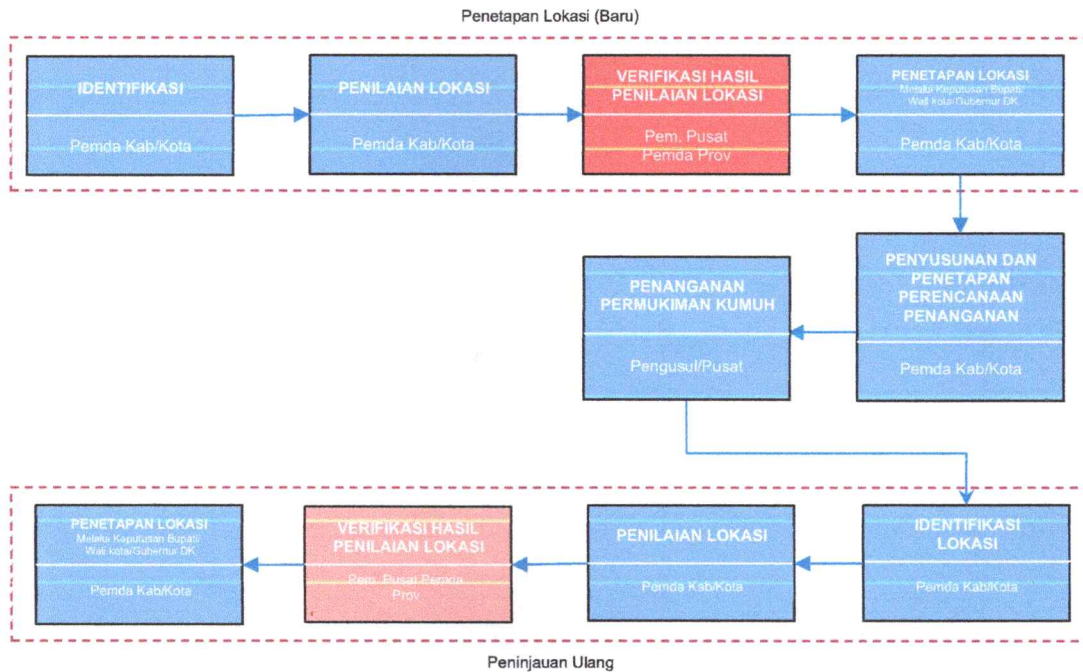 Penetapan Lokasi (Baru)
IDENTIFIKASI
Pemda Kab/Kota
PENILAIAN LOKASI
Pemda Kab/Kota
VERIFIKASI HASIL
PENILAIAN LOKASI
Pem. Pusat
Pemda Prov
PENETAPAN LOKASI
Melalui Keputusan Bupati/
Wali kota/Gubernur DK
Pemda Kab/Kota
PENYUSUNAN DAN
PENETAPAN
PERENCANAAN
PENANGANAN
Pemda Kab/Kota
PENANGANAN
PERMUKIMAN KUMUH
Pengusul/Pusat
IDENTIFIKASI
LOKASI
Pemda Kab/Kota
PENILAIAN LOKASI
Pemda Kab/Kota
VERIFIKASI HASIL
PENILAIAN LOKASI
Pem. Pusat Pemda
Prov
PENETAPAN LOKASI
Melalui Keputusan Bupati/
Wali kota/Gubernur DK
Pemda Kab/Kota
Peninjauan Ulang